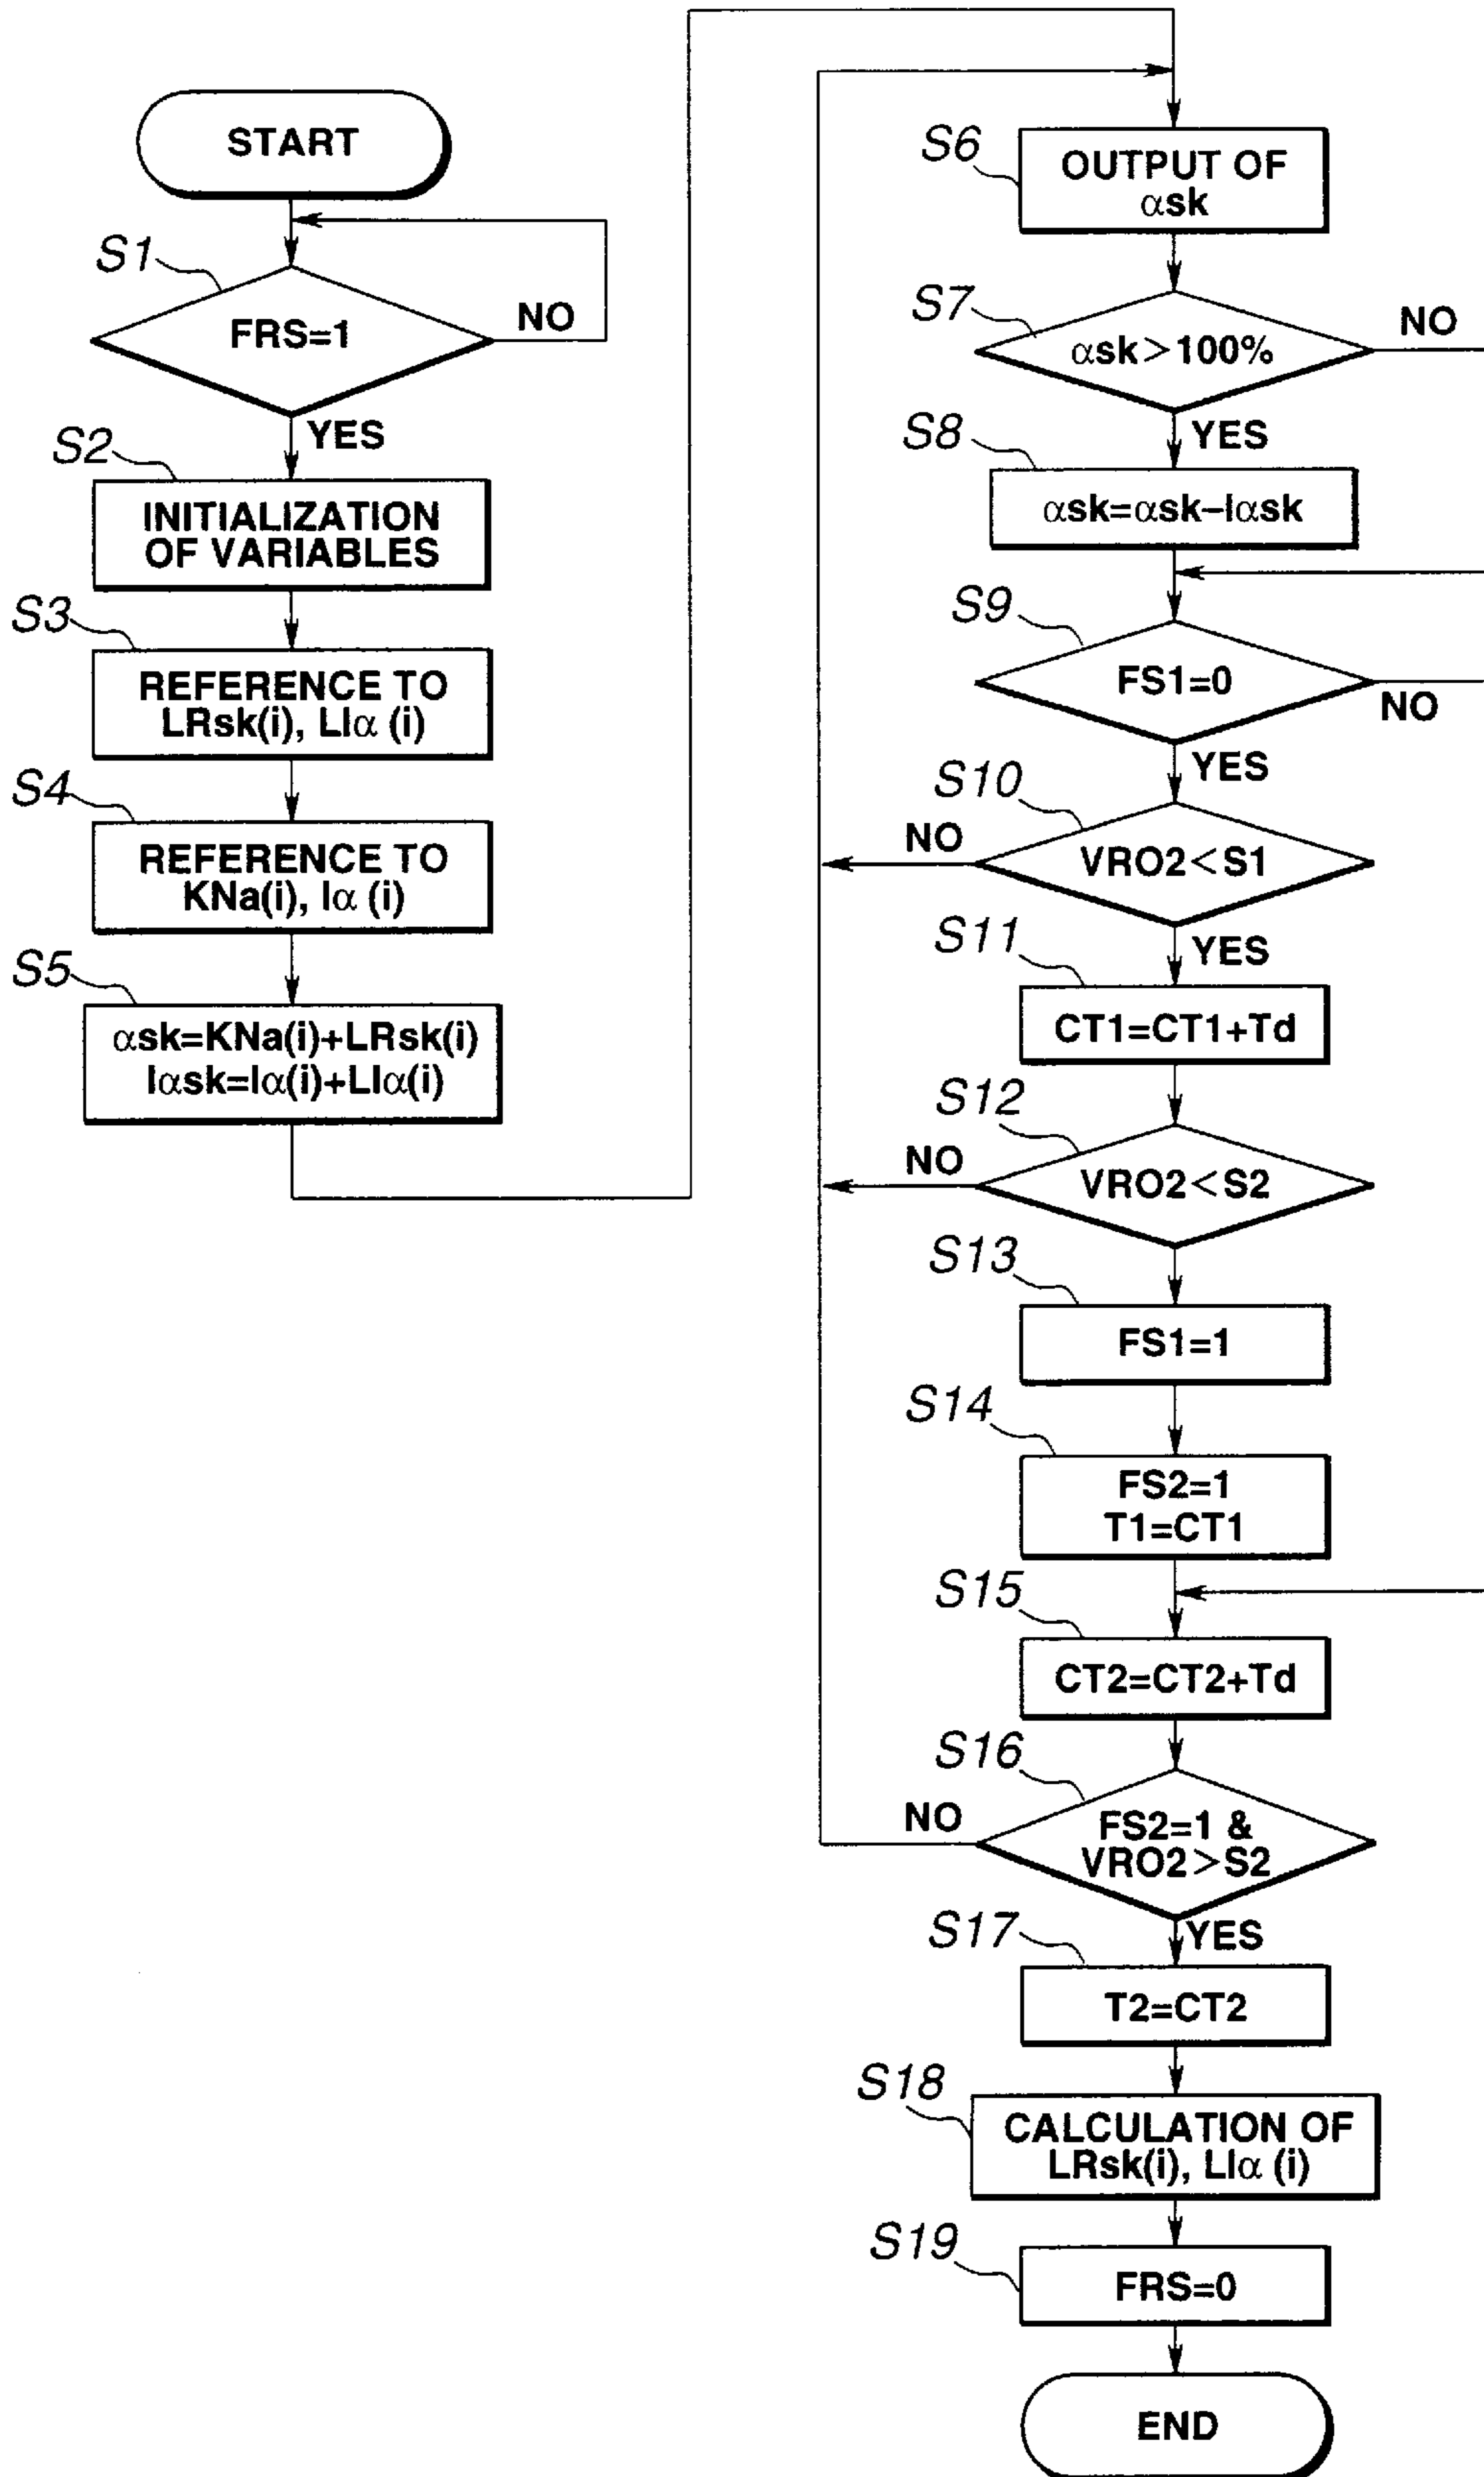 START
S1
FRS=1
NO
YES
S2
INITIALIZATION
OF VARIABLES
S3
REFERENCE TO
LRsk(i), LIα (i)
S4
REFERENCE TO
KNa(i), Iα (i)
S5
αsk=KNa(i)+LRsk(i)
Iαsk=Iα(i)+LIα(i)
S6
OUTPUT OF
αsk
S7
αsk>100%
NO
YES
S8
αsk=αsk–Iαsk
S9
FS1=0
NO
YES
S10
NO
VRO2<S1
YES
S11
CT1=CT1+Td
S12
NO
VRO2<S2
S13
FS1=1
S14
FS2=1
T1=CT1
S15
CT2=CT2+Td
S16
NO
FS2=1 &
VRO2>S2
YES
S17
T2=CT2
S18
CALCULATION OF
LRsk(i), LIα (i)
S19
FRS=0
END